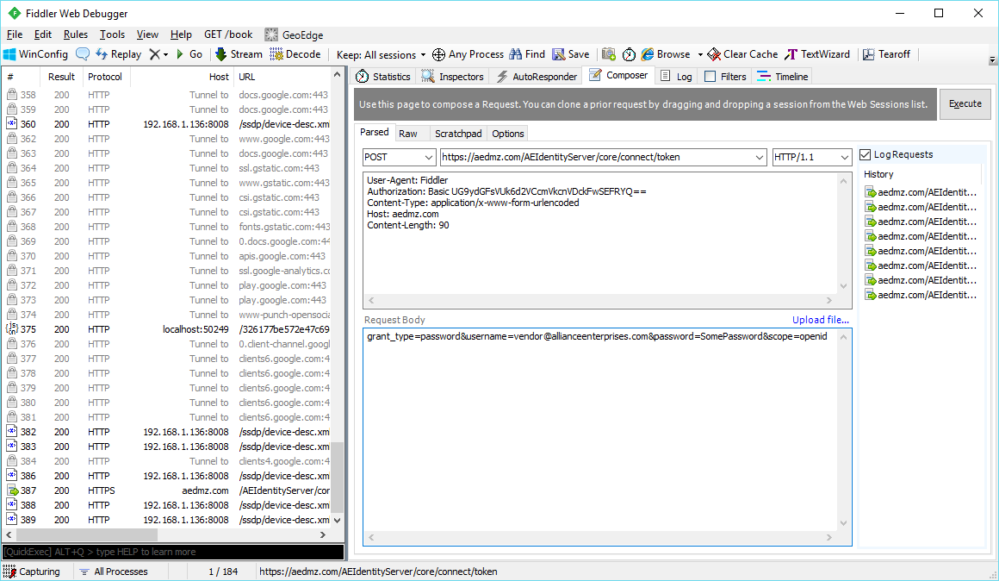 Fiddler Web Debugger
File Edit Rules Tools View Help GET /book GeoEdge
WinConfig Replay Go Stream Decode Keep: All sessions Any Process Find Save Browse Clear Cache TextWizard Tearoff
# Result Protocol Host URL
358 200 HTTP Tunnel to docs.google.com:443
359 200 HTTP Tunnel to docs.google.com:443
360 200 HTTP 192.168.1.136:8008 /ssdp/device-desc.xml
362 200 HTTP Tunnel to www.google.com:443
363 200 HTTP Tunnel to docs.google.com:443
364 200 HTTP Tunnel to ssl.gstatic.com:443
365 200 HTTP Tunnel to www.gstatic.com:443
366 200 HTTP Tunnel to csi.gstatic.com:443
367 200 HTTP Tunnel to csi.gstatic.com:443
368 200 HTTP Tunnel to fonts.gstatic.com:443
369 200 HTTP Tunnel to 0.docs.google.com:443
370 200 HTTP Tunnel to apis.google.com:443
371 200 HTTP Tunnel to ssl.google-analytics.co
372 200 HTTP Tunnel to play.google.com:443
373 200 HTTP Tunnel to play.google.com:443
374 200 HTTP Tunnel to www-punch-opensocia
375 200 HTTP localhost:50249 /326177be572e47c69
376 200 HTTP Tunnel to 0.client-channel.googl
377 200 HTTP Tunnel to clients6.google.com:4
378 200 HTTP Tunnel to clients6.google.com:4
379 200 HTTP Tunnel to clients6.google.com:4
380 200 HTTP Tunnel to clients6.google.com:4
381 200 HTTP Tunnel to clients6.google.com:4
382 200 HTTP 192.168.1.136:8008 /ssdp/device-desc.xml
383 200 HTTP 192.168.1.136:8008 /ssdp/device-desc.xml
384 200 HTTP Tunnel to clients4.google.com:4
386 200 HTTP 192.168.1.136:8008 /ssdp/device-desc.xml
387 200 HTTPS aedmz.com /AEIdentityServer/cor
388 200 HTTP 192.168.1.136:8008 /ssdp/device-desc.xml
389 200 HTTP 192.168.1.136:8008 /ssdp/device-desc.xml
[QuickExec] ALT+Q > type HELP to learn more
Statistics Inspectors AutoResponder Composer Log Filters Timeline
Use this page to compose a Request. You can clone a prior request by dragging and dropping a session from the Web Sessions list.
Execute
Parsed Raw Scratchpad Options
POST https://aedmz.com/AEIdentityServer/core/connect/token HTTP/1.1
User-Agent: Fiddler
Authorization: Basic UG9ydGFsVUk6d2VCcmVkcnVDckFwSEFRYQ==
Content-Type: application/x-www-form-urlencoded
Host: aedmz.com
Content-Length: 90
Request Body Upload file...
grant_type=password&username=vendor@allianceenterprises.com&password=SomePassword&scope=openid
Log Requests
History
aedmz.com/AEIdentit...
aedmz.com/AEIdentit...
aedmz.com/AEIdentit...
aedmz.com/AEIdentit...
aedmz.com/AEIdentit...
aedmz.com/AEIdentit...
aedmz.com/AEIdentit...
aedmz.com/AEIdentit...
Capturing All Processes 1 / 184 https://aedmz.com/AEIdentityServer/core/connect/token